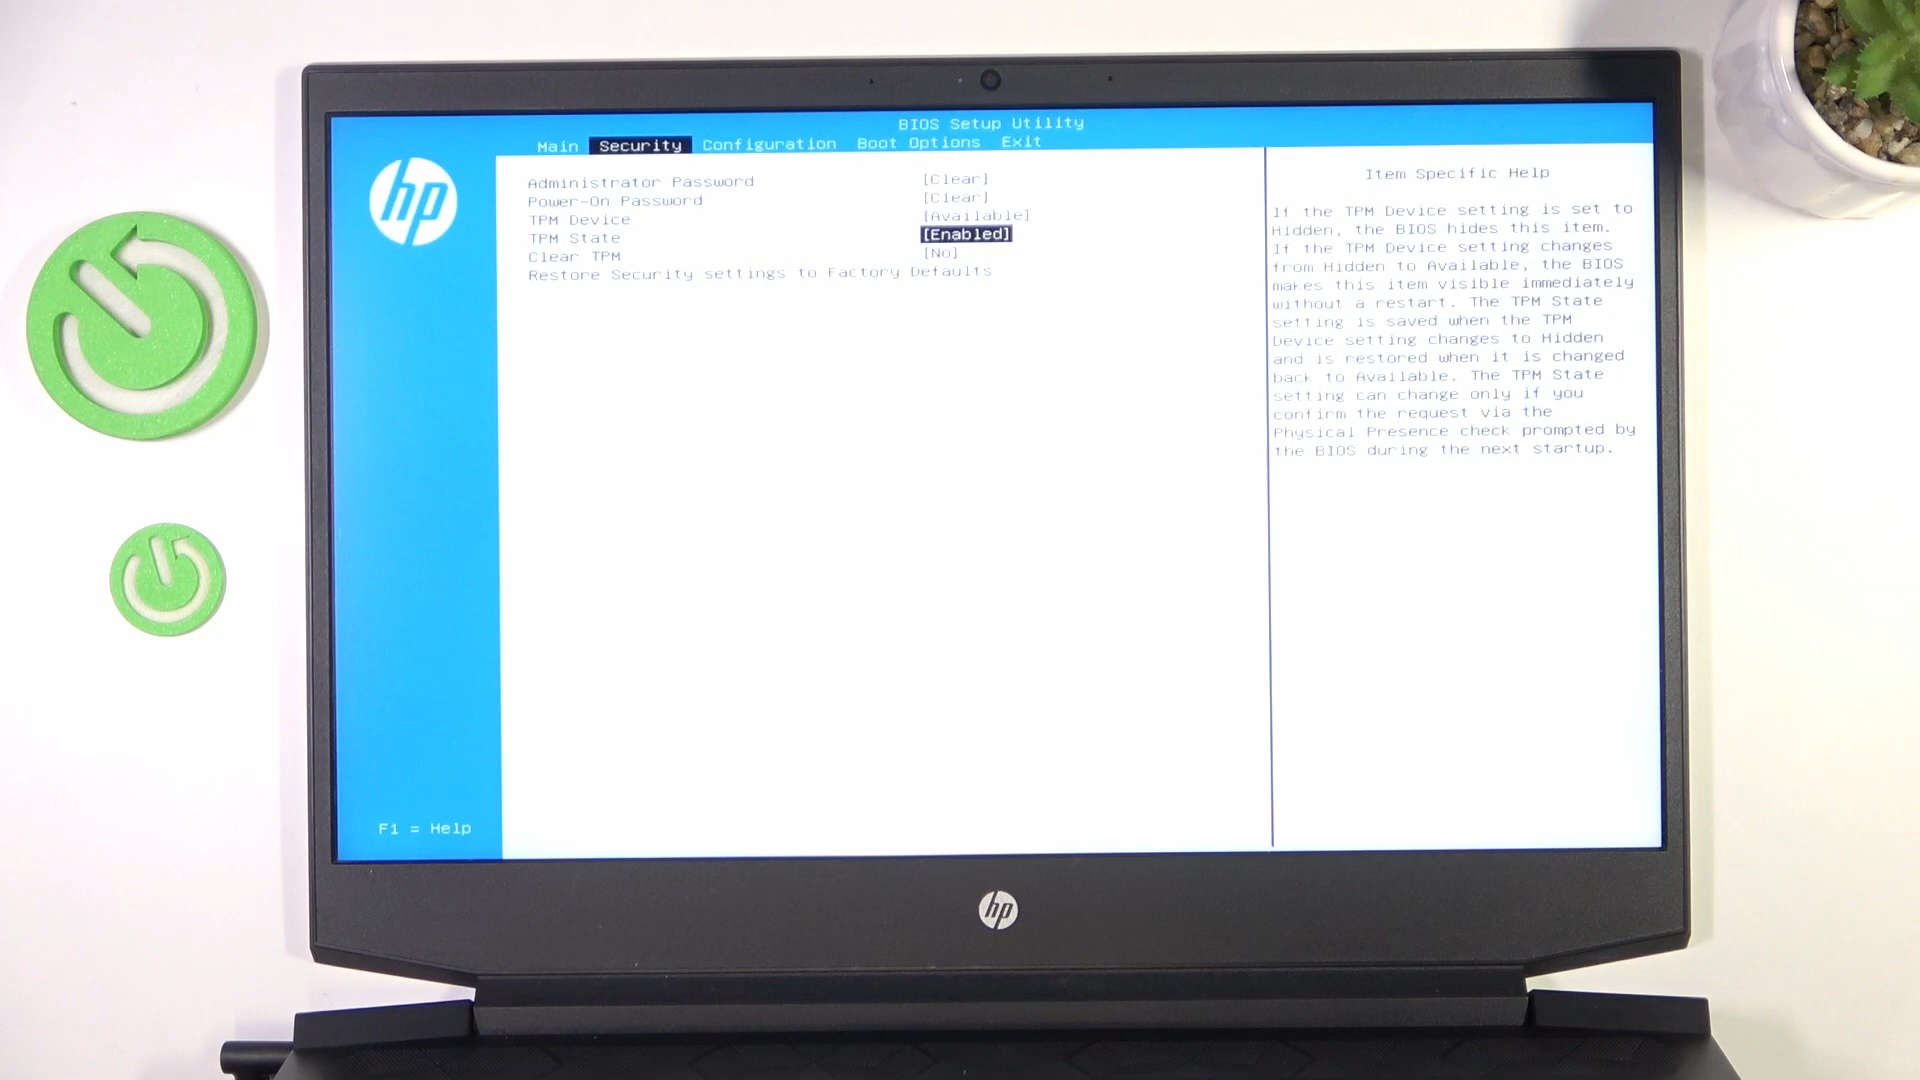 BIOS Setup Utility
Main Security Configuration Boot Options Exit
Administrator Password [Clear]
Power-On Password [Clear]
TPM Device [Available]
TPM State [Enabled]
Clear TPM [No]
Restore Security settings to Factory Defaults
Item Specific Help
If the TPM Device setting is set to
Hidden, the BIOS hides this item.
If the TPM Device setting changes
from Hidden to Available, the BIOS
makes this item visible immediately
without a restart. The TPM State
setting is saved when the TPM
Device setting changes to Hidden
and is restored when it is changed
back to Available. The TPM State
setting can change only if you
confirm the request via the
Physical Presence check prompted by
the BIOS during the next startup.
F1 = Help
hp
hp